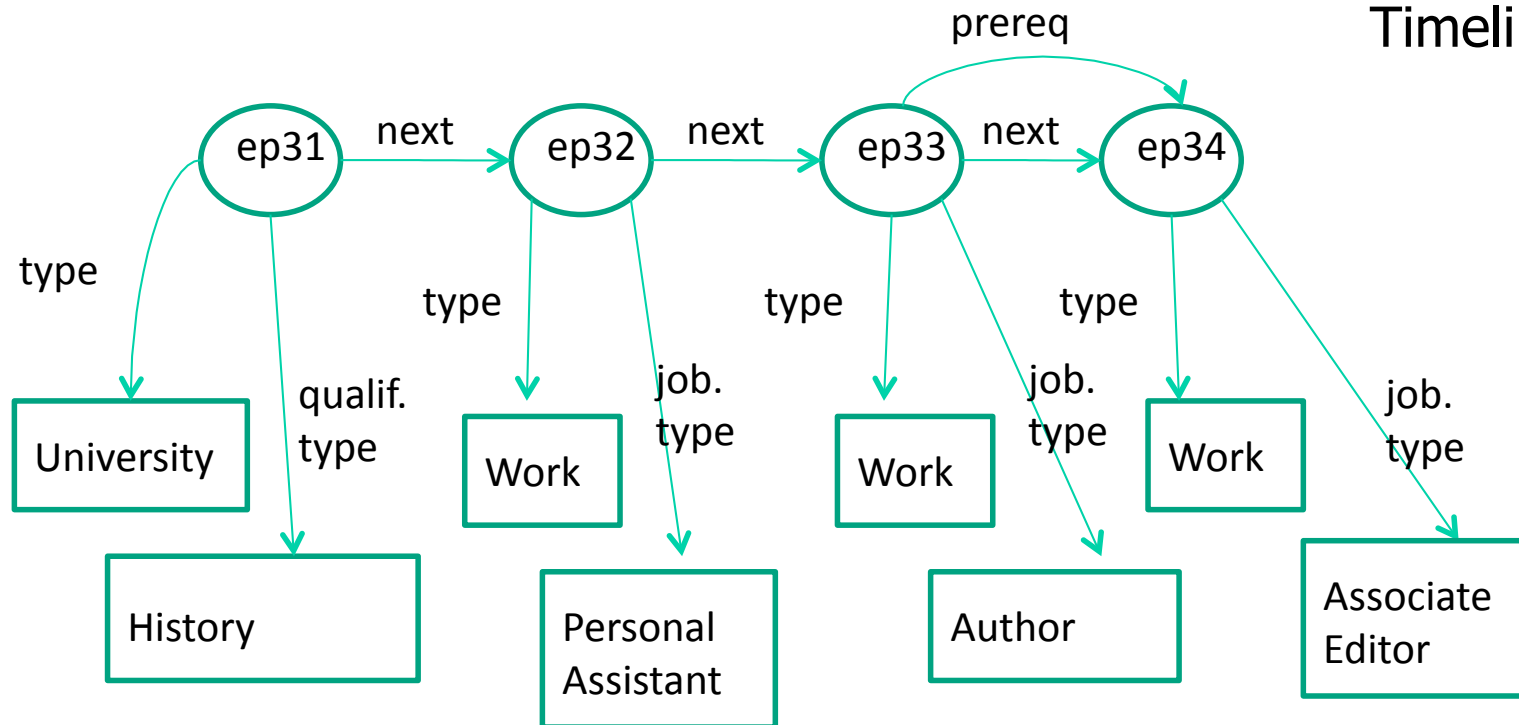 Timeli
prereq
ep31
next
ep32
next
ep33
next
ep34
type
type
type
type
qualif.
type
job.
type
job.
type
job.
type
University
Work
Work
Work
History
Personal
Assistant
Author
Associate
Editor